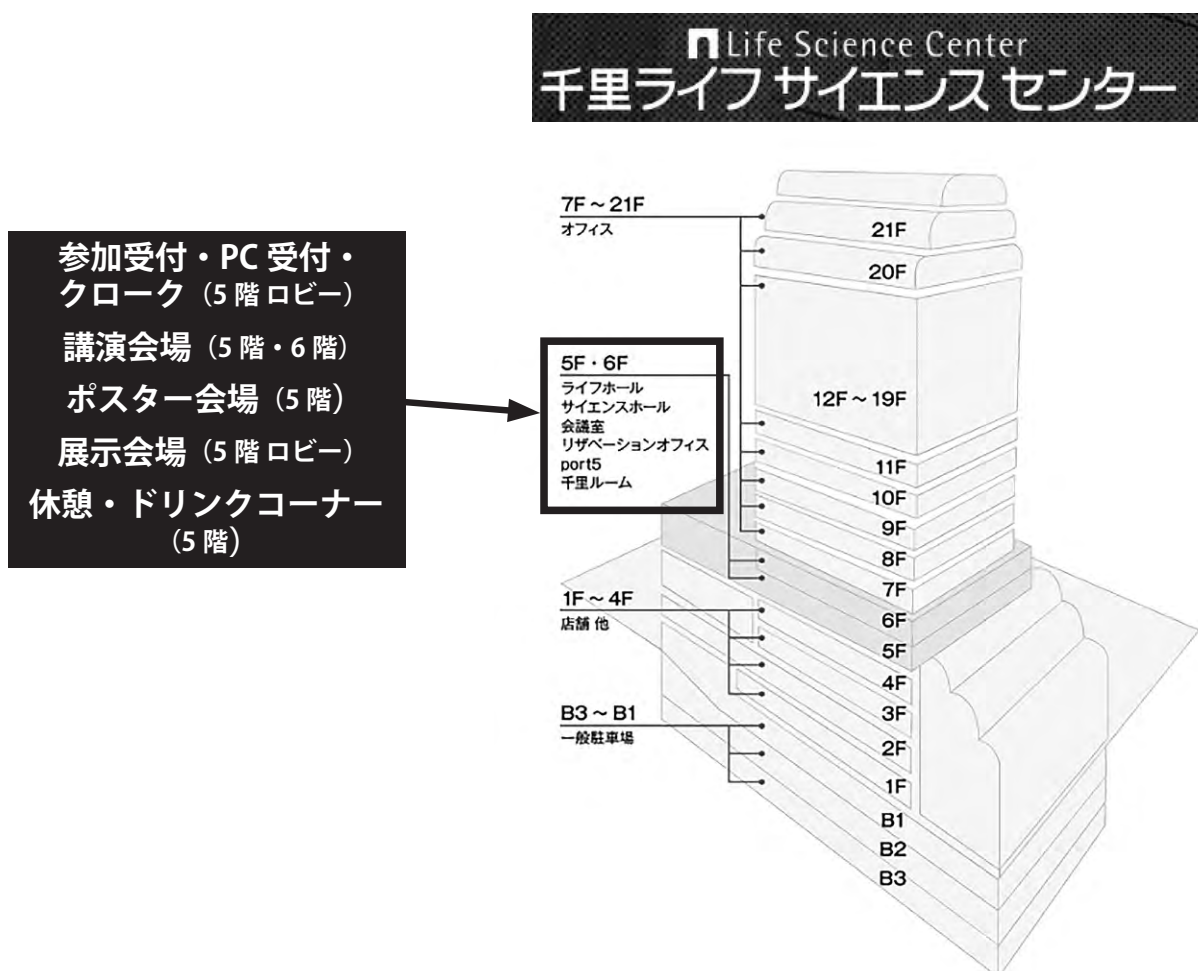 Life Science Center
千里ライフサイエンスセンター
参加受付・PC 受付・
クローク（5 階 ロビー）
講演会場（5 階・6 階）
ポスター会場（5 階）
展示会場（5 階 ロビー）
休憩・ドリンクコーナー
（5 階）
7F～21F
オフィス
5F・6F
ライフホール
サイエンスホール
会議室
リザベーションオフィス
port5
千里ルーム
1F～4F
店舗 他
B3～B1
一般駐車場
21F
20F
12F～19F
11F
10F
9F
8F
7F
6F
5F
4F
3F
2F
1F
B1
B2
B3